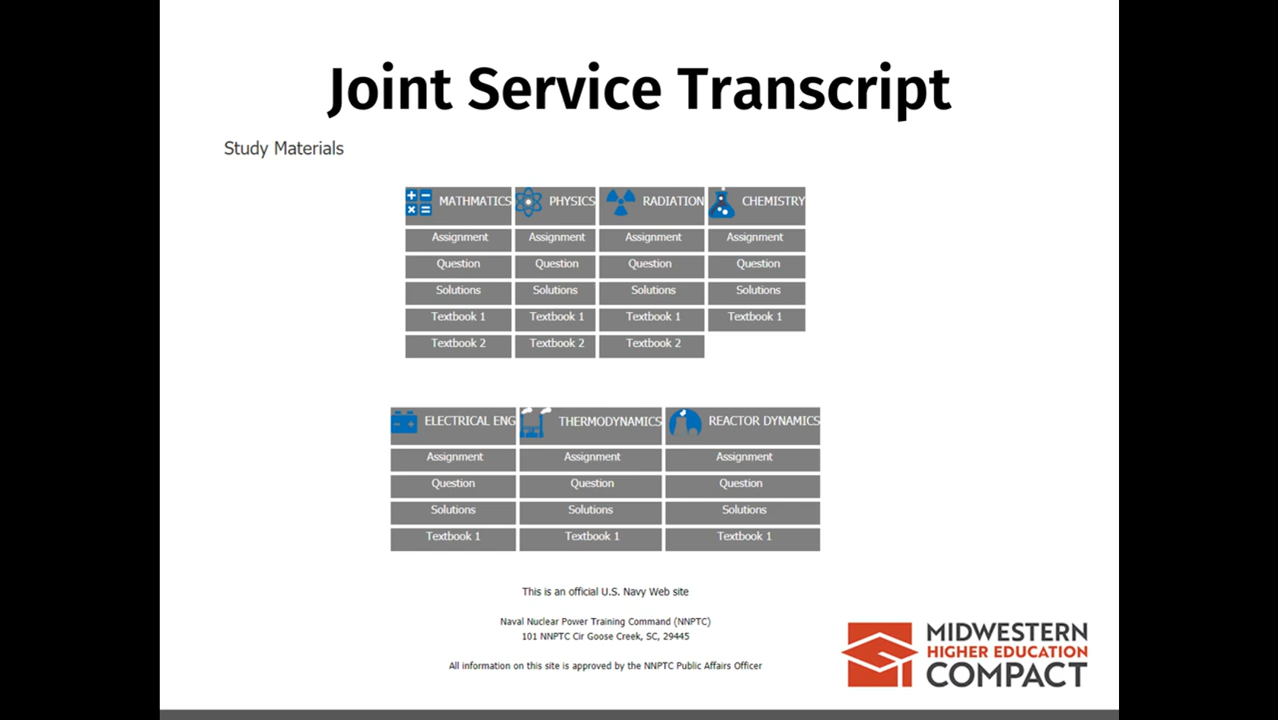 Joint Service Transcript
Study Materials
MATHMATICS PHYSICS RADIATION CHEMISTRY
Assignment Assignment Assignment Assignment
Question Question Question Question
Solutions Solutions Solutions Solutions
Textbook 1 Textbook 1 Textbook 1 Textbook 1
Textbook 2 Textbook 2 Textbook 2
ELECTRICAL ENG THERMODYNAMICS REACTOR DYNAMICS
Assignment Assignment Assignment
Question Question Question
Solutions Solutions Solutions
Textbook 1 Textbook 1 Textbook 1
This is an official U.S. Navy Web site
Naval Nuclear Power Training Command (NNPTC)
101 NNPTC Cir Goose Creek, SC, 29445
All information on this site is approved by the NNPTC Public Affairs Officer
MIDWESTERN
HIGHER EDUCATION
COMPACT